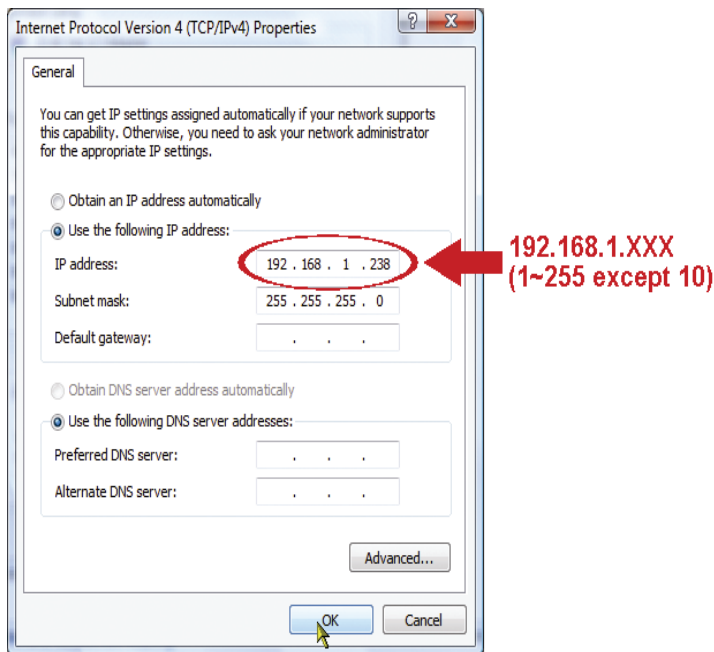 Internet Protocol Version 4 (TCP/IPv4) Properties
General
You can get IP settings assigned automatically if your network supports
this capability. Otherwise, you need to ask your network administrator
for the appropriate IP settings.
Obtain an IP address automatically
Use the following IP address:
IP address: 192 . 168 . 1 . 238
192.168.1.XXX
(1~255 except 10)
Subnet mask: 255 . 255 . 255 . 0
Default gateway: . . .
Obtain DNS server address automatically
Use the following DNS server addresses:
Preferred DNS server: . . .
Alternate DNS server: . . .
Advanced...
OK Cancel